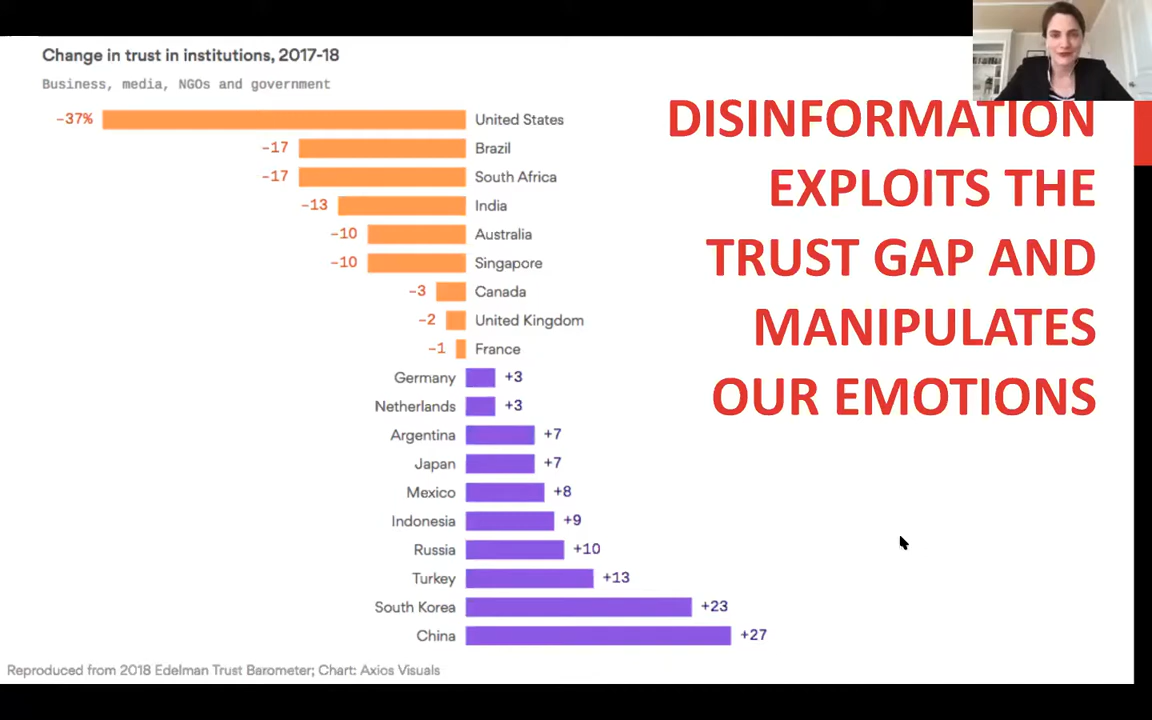 Change in trust in institutions, 2017-18
Business, media, NGOs and government
-37% United States
-17 Brazil
-17 South Africa
-13 India
-10 Australia
-10 Singapore
-3 Canada
-2 United Kingdom
-1 France
Germany +3
Netherlands +3
Argentina +7
Japan +7
Mexico +8
Indonesia +9
Russia +10
Turkey +13
South Korea +23
China +27
Reproduced from 2018 Edelman Trust Barometer; Chart: Axios Visuals
DISINFORMATION
EXPLOITS THE
TRUST GAP AND
MANIPULATES
OUR EMOTIONS